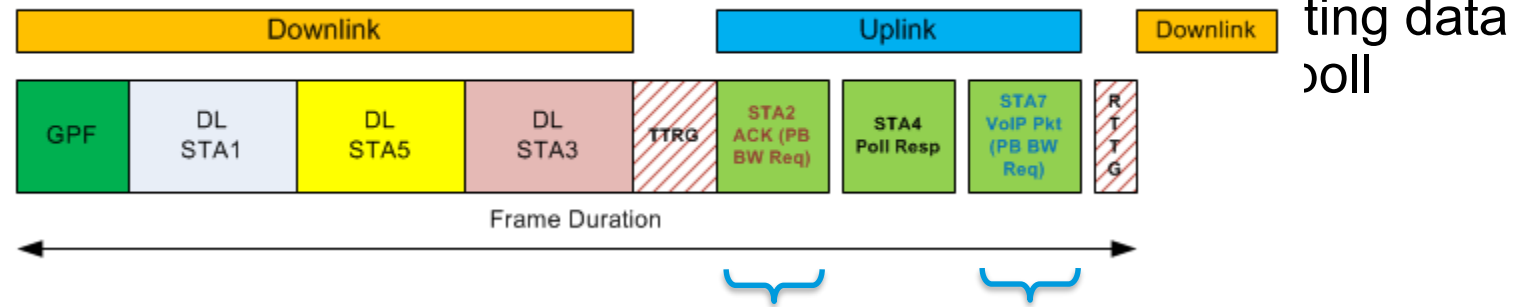 Downlink
Uplink
Downlink
ting data
poll
GPF
DL
STA1
DL
STA5
DL
STA3
TTRG
STA2
ACK (PB
BW Req)
STA4
Poll Resp
STA7
VoIP Pkt
(PB BW
Req)
R
T
T
G
Frame Duration